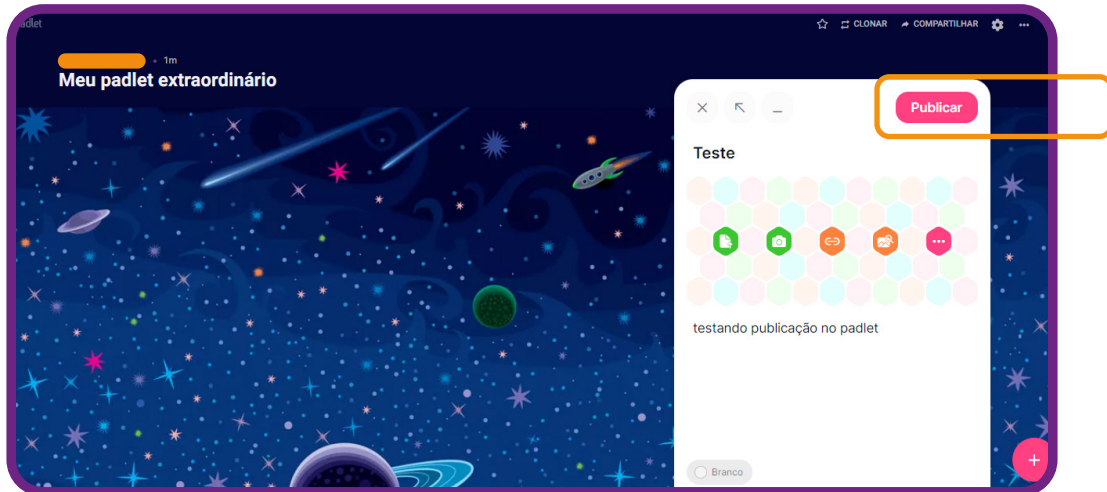 padlet
CLONAR
COMPARTILHAR
1m
Meu padlet extraordinário
Publicar
Teste
testando publicação no padlet
Branco